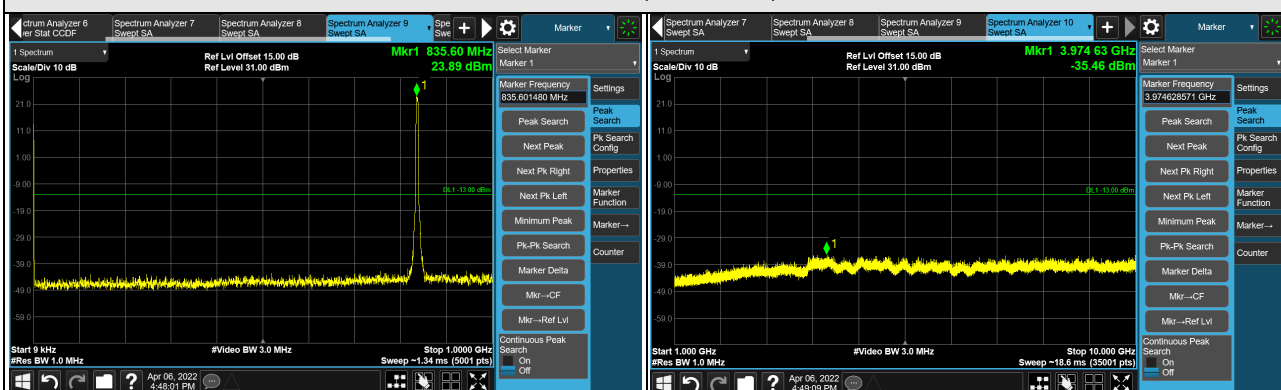 ctrum Analyzer 6
er Stat CCDF
Spectrum Analyzer 7
Swept SA
Spectrum Analyzer 8
Swept SA
Spectrum Analyzer 9
Swept SA
Spe
Swe
Marker
1 Spectrum
Scale/Div 10 dB
Log
Ref Lvl Offset 15.00 dB
Ref Level 31.00 dBm
Mkr1 835.60 MHz
23.89 dBm
1
21.0
11.0
1.00
-9.00
-19.0
-29.0
-39.0
-49.0
-59.0
DL1 -13.00 dBm
Start 9 kHz
#Res BW 1.0 MHz
#Video BW 3.0 MHz
Stop 1.0000 GHz
Sweep ~1.34 ms (5001 pts)
Select Marker
Marker 1
Marker Frequency
835.601480 MHz
Peak Search
Next Peak
Next Pk Right
Next Pk Left
Minimum Peak
Pk-Pk Search
Marker Delta
Mkr→CF
Mkr→Ref Lvl
Continuous Peak
Search
On
Off
Settings
Peak
Search
Pk Search
Config
Properties
Marker
Function
Marker→
Counter
?
Apr 06, 2022
4:48:01 PM
Spectrum Analyzer 7
Swept SA
Spectrum Analyzer 8
Swept SA
Spectrum Analyzer 9
Swept SA
Spectrum Analyzer 10
Swept SA
Marker
1 Spectrum
Scale/Div 10 dB
Log
Ref Lvl Offset 15.00 dB
Ref Level 31.00 dBm
Mkr1 3.974 63 GHz
-35.46 dBm
1
21.0
11.0
1.00
-9.00
-19.0
-29.0
-39.0
-49.0
-59.0
DL1 -13.00 dBm
Start 1.000 GHz
#Res BW 1.0 MHz
#Video BW 3.0 MHz
Stop 10.000 GHz
Sweep ~18.6 ms (35001 pts)
Select Marker
Marker 1
Marker Frequency
3.974628571 GHz
Peak Search
Next Peak
Next Pk Right
Next Pk Left
Minimum Peak
Pk-Pk Search
Marker Delta
Mkr→CF
Mkr→Ref Lvl
Continuous Peak
Search
On
Off
Settings
Peak
Search
Pk Search
Config
Properties
Marker
Function
Marker→
Counter
?
Apr 06, 2022
4:49:09 PM